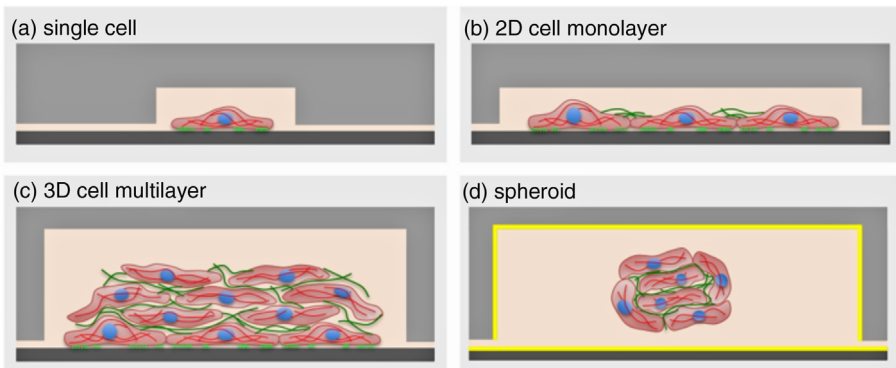 (a) single cell
(b) 2D cell monolayer
(c) 3D cell multilayer
(d) spheroid